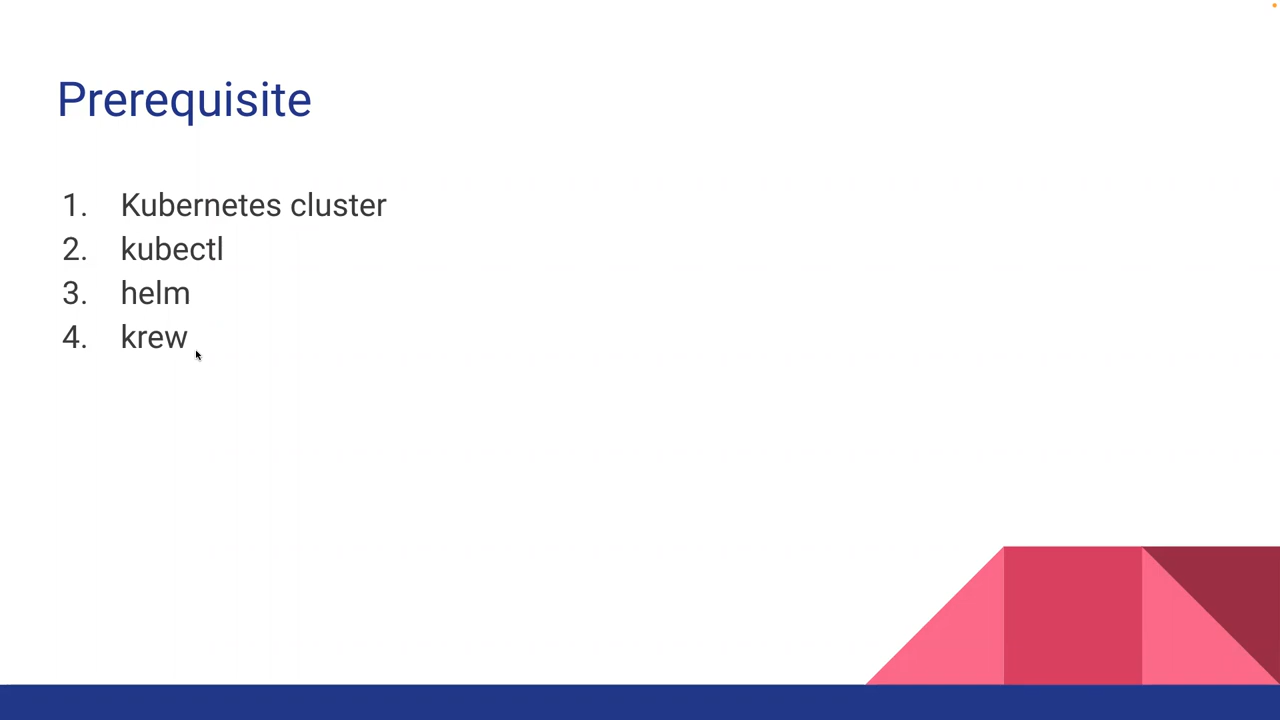 Prerequisite
1. Kubernetes cluster
2. kubectl
3. helm
4. krew